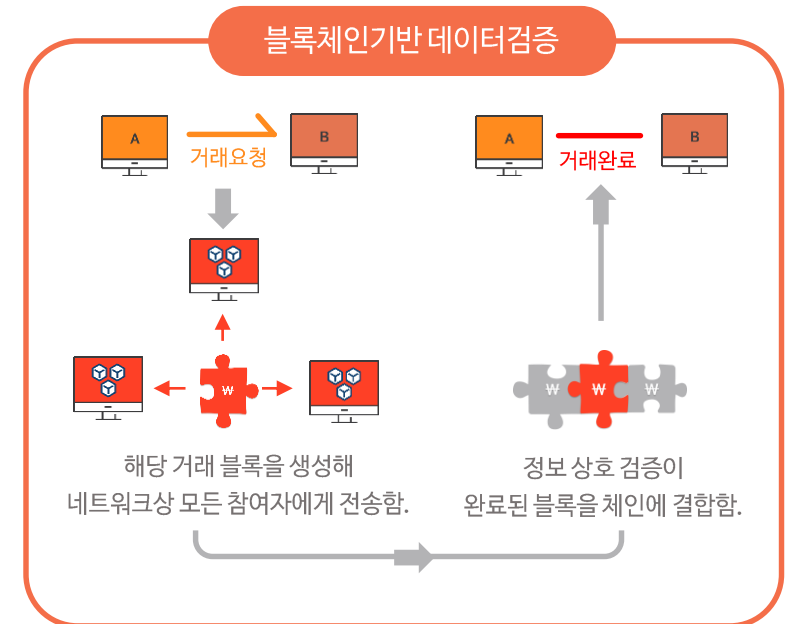 블록체인기반 데이터검증
A
거래요청
B
A
거래완료
B
₩
₩ ₩ ₩
해당 거래 블록을 생성해
네트워크상 모든 참여자에게 전송함.
정보 상호 검증이
완료된 블록을 체인에 결합함.